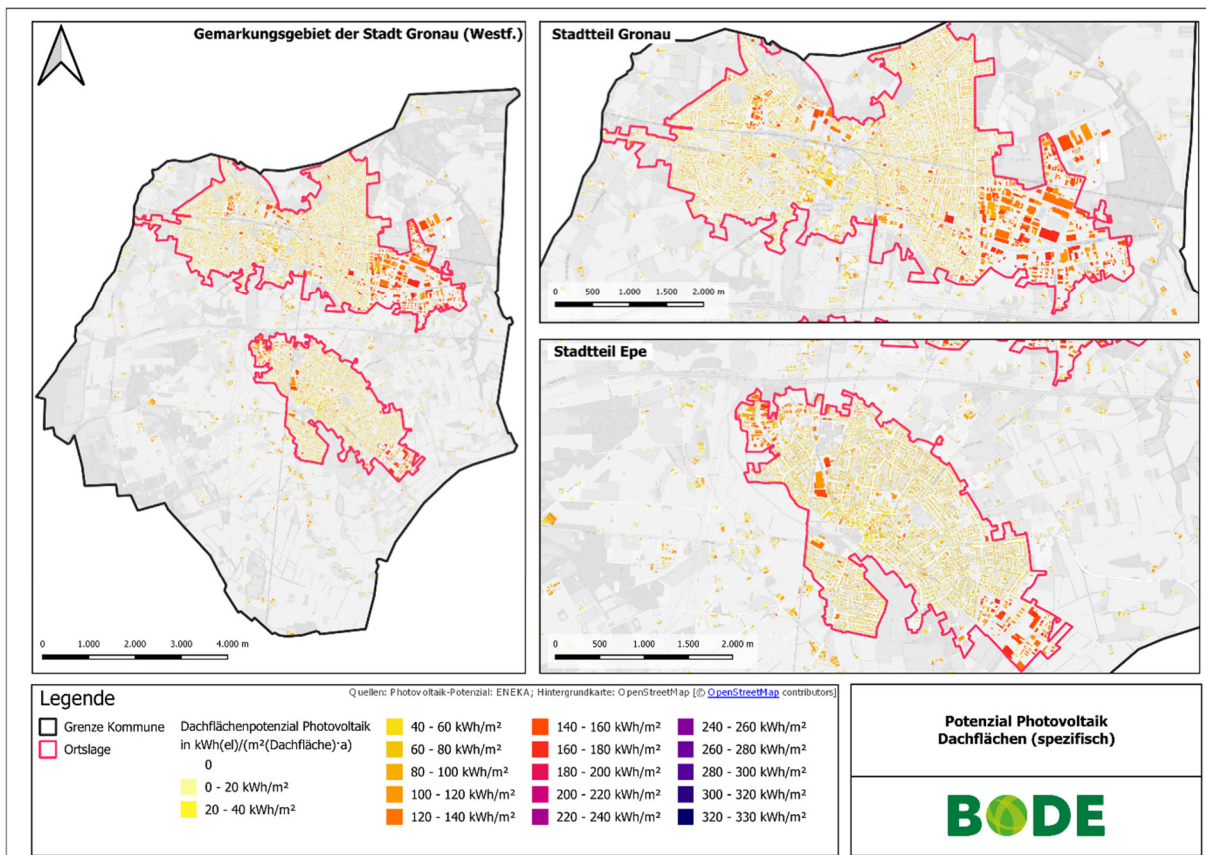 Gemarkungsgebiet der Stadt Gronau (Westf.)
0 1.000 2.000 3.000 4.000 m
Stadtteil Gronau
0 500 1.000 1.500 2.000 m
Stadtteil Epe
0 500 1.000 1.500 2.000 m
Legende
Quellen: Photovoltaik-Potenzial: ENEKA; Hintergrundkarte: OpenStreetMap [© OpenStreetMap contributors]
Grenze Kommune
Ortslage
Dachflächenpotenzial Photovoltaik
in kWh(el)/(m²(Dachfläche)·a)
0
0 - 20 kWh/m²
20 - 40 kWh/m²
40 - 60 kWh/m²
60 - 80 kWh/m²
80 - 100 kWh/m²
100 - 120 kWh/m²
120 - 140 kWh/m²
140 - 160 kWh/m²
160 - 180 kWh/m²
180 - 200 kWh/m²
200 - 220 kWh/m²
220 - 240 kWh/m²
240 - 260 kWh/m²
260 - 280 kWh/m²
280 - 300 kWh/m²
300 - 320 kWh/m²
320 - 330 kWh/m²
Potenzial Photovoltaik
Dachflächen (spezifisch)
BODE